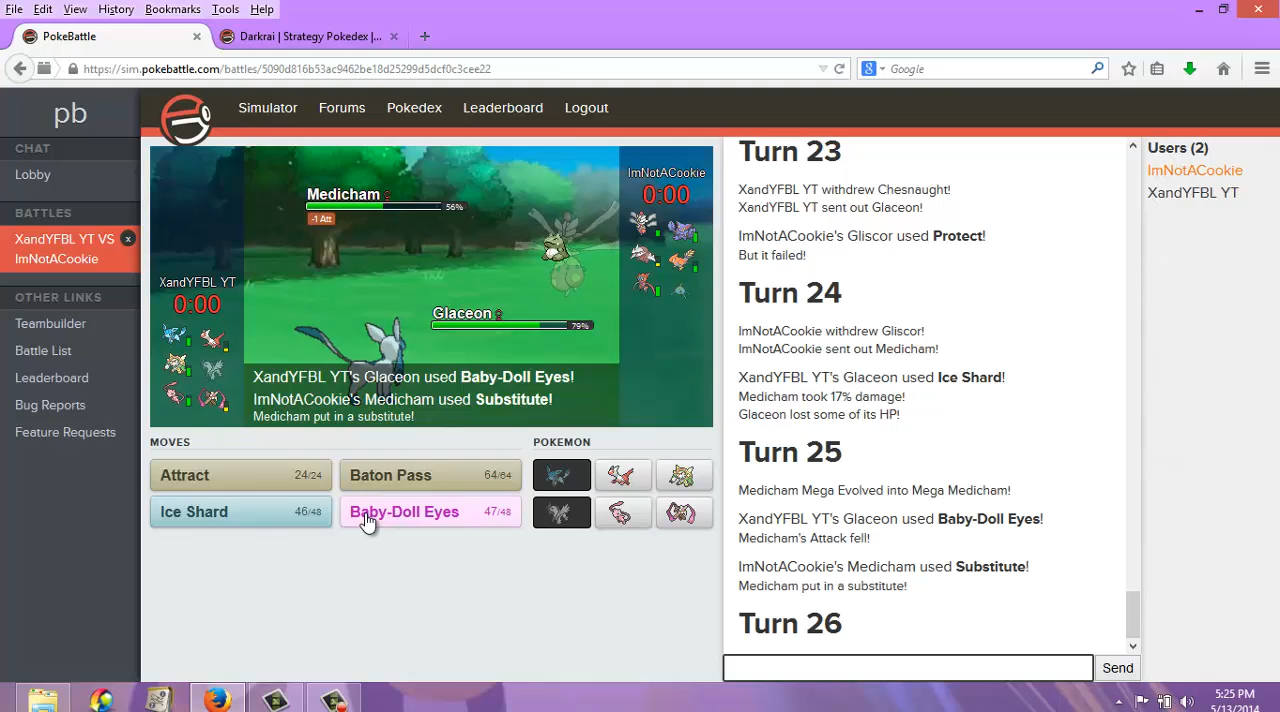 File Edit View History Bookmarks Tools Help
PokeBattle
Darkrai | Strategy Pokedex |...
https://sim.pokebattle.com/battles/5090d816b53ac9462be18d25299d5dcf0c3cee22
Google
pb
Simulator Forums Pokedex Leaderboard Logout
CHAT
Lobby
BATTLES
XandYFBL YT VS
ImNotACookie
x
OTHER LINKS
Teambuilder
Battle List
Leaderboard
Bug Reports
Feature Requests
XandYFBL YT
0:00
Medicham
56%
-1 Att
Glaceon
79%
ImNotACookie
0:00
XandYFBL YT's Glaceon used Baby-Doll Eyes!
ImNotACookie's Medicham used Substitute!
Medicham put in a substitute!
MOVES
Attract 24/24
Baton Pass 64/64
Ice Shard 46/48
Baby-Doll Eyes 47/48
POKEMON
Turn 23
XandYFBL YT withdrew Chesnaught!
XandYFBL YT sent out Glaceon!
ImNotACookie's Gliscor used Protect!
But it failed!
Turn 24
ImNotACookie withdrew Gliscor!
ImNotACookie sent out Medicham!
XandYFBL YT's Glaceon used Ice Shard!
Medicham took 17% damage!
Glaceon lost some of its HP!
Turn 25
Medicham Mega Evolved into Mega Medicham!
XandYFBL YT's Glaceon used Baby-Doll Eyes!
Medicham's Attack fell!
ImNotACookie's Medicham used Substitute!
Medicham put in a substitute!
Turn 26
Send
Users (2)
ImNotACookie
XandYFBL YT
5:25 PM
5/13/2014